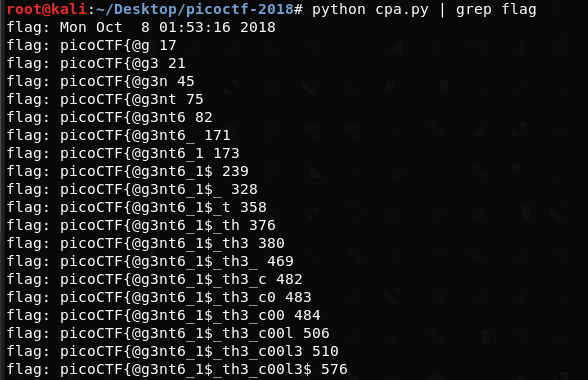 root@kali:~/Desktop/picoctf-2018# python cpa.py | grep flag
flag: Mon Oct  8 01:53:16 2018
flag: picoCTF{@g 17
flag: picoCTF{@g3 21
flag: picoCTF{@g3n 45
flag: picoCTF{@g3nt 75
flag: picoCTF{@g3nt6 82
flag: picoCTF{@g3nt6_ 171
flag: picoCTF{@g3nt6_1 173
flag: picoCTF{@g3nt6_1$ 239
flag: picoCTF{@g3nt6_1$_ 328
flag: picoCTF{@g3nt6_1$_t 358
flag: picoCTF{@g3nt6_1$_th 376
flag: picoCTF{@g3nt6_1$_th3 380
flag: picoCTF{@g3nt6_1$_th3_ 469
flag: picoCTF{@g3nt6_1$_th3_c 482
flag: picoCTF{@g3nt6_1$_th3_c0 483
flag: picoCTF{@g3nt6_1$_th3_c00 484
flag: picoCTF{@g3nt6_1$_th3_c00l 506
flag: picoCTF{@g3nt6_1$_th3_c00l3 510
flag: picoCTF{@g3nt6_1$_th3_c00l3$ 576